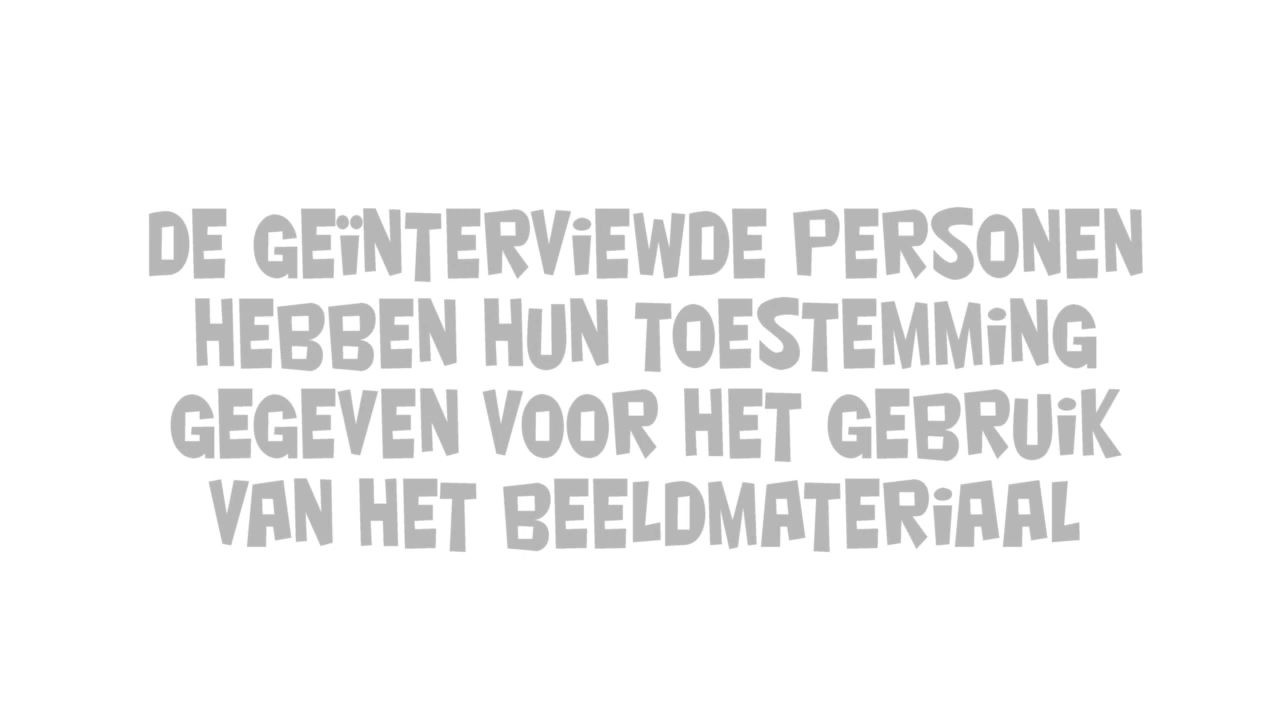 DE GEÏNTERVIEWDE PERSONEN
HEBBEN HUN TOESTEMMING
GEGEVEN VOOR HET GEBRUIK
VAN HET BEELDMATERIAAL